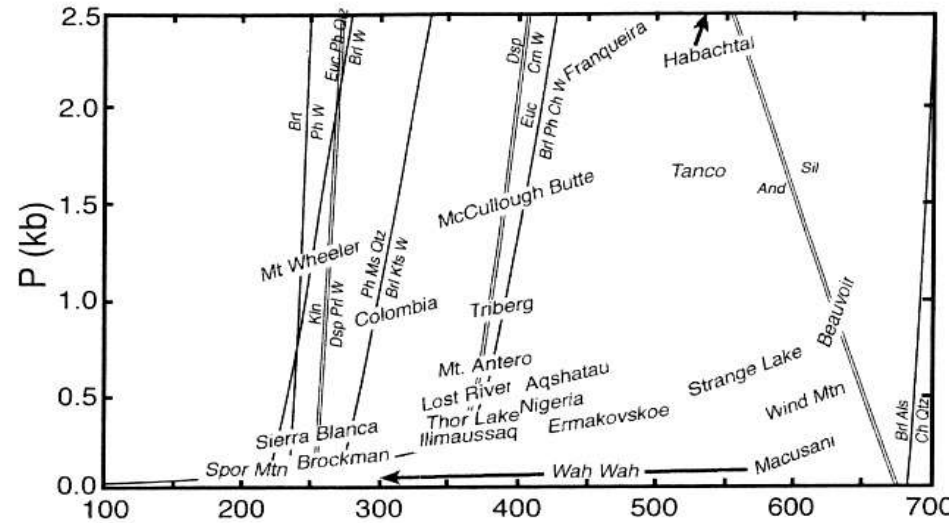 2.5
2.0
1.5
1.0
0.5
0.0
P (kb)
100
200
300
400
500
600
700
Brt
Ph W
Euc Ph Qtz
Brl W
Kln
Dsp Prl W
Ph Ms Qtz
Brl Kfs W
Dsp
Crn W
Euc
Brl Ph Ch W
And
Sil
Brl Als
Ch Qtz
Franqueira
Habachtal
Tanco
McCullough Butte
Mt Wheeler
Colombia
Triberg
Beauvoir
Mt. Antero
Lost River
Aqshatau
Strange Lake
Thor Lake
Nigeria
Wind Mtn
Ilimaussaq
Ermakovskoe
Sierra Blanca
Spor Mtn
Brockman
Wah Wah
Macusani